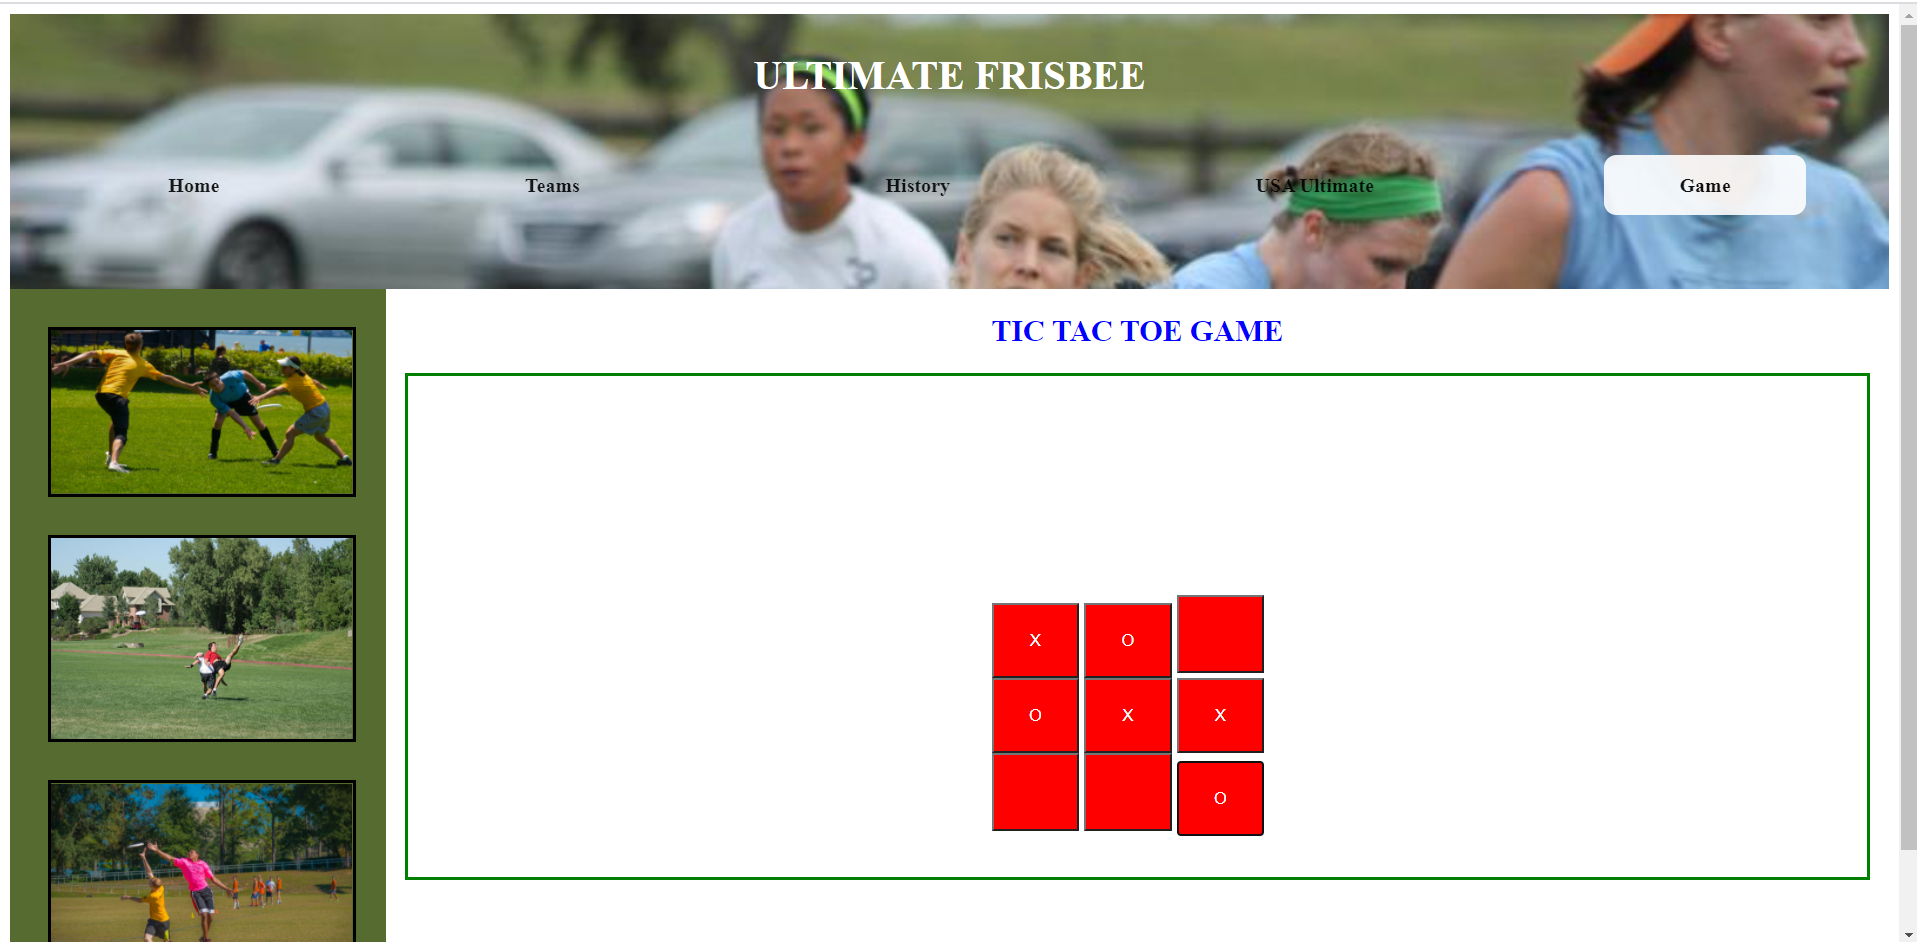 ULTIMATE FRISBEE
Home Teams History USA Ultimate Game
TIC TAC TOE GAME
X O
O X X
O